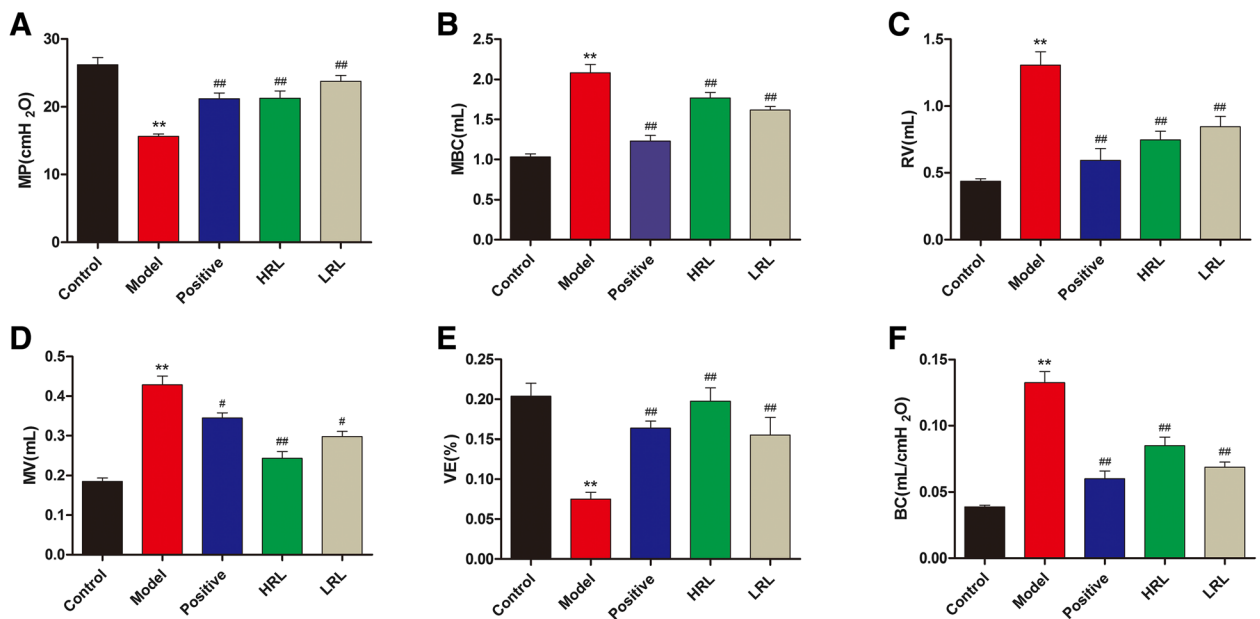 A
MP(cmH 2O)
30
20
10
0
**
##
##
##
Control
Model
Positive
HRL
LRL
B
MBC(mL)
2.5
2.0
1.5
1.0
0.5
0.0
**
##
##
##
Control
Model
Positive
HRL
LRL
C
RV(mL)
1.5
1.0
0.5
0.0
**
##
##
##
Control
Model
Positive
HRL
LRL
D
MV(mL)
0.5
0.4
0.3
0.2
0.1
0.0
**
#
##
#
Control
Model
Positive
HRL
LRL
E
VE(%)
0.25
0.20
0.15
0.10
0.05
0.00
**
##
##
##
Control
Model
Positive
HRL
LRL
F
BC(mL/cmH2O)
0.15
0.10
0.05
0.00
**
##
##
##
Control
Model
Positive
HRL
LRL